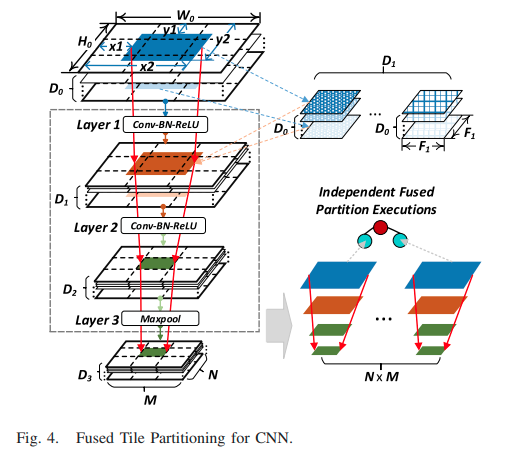 W₀
H₀
x1
y1
y2
x2
D₀
D₁
D₀
D₀
F₁
F₁
Layer 1
Conv-BN-ReLU
D₁
Layer 2
Conv-BN-ReLU
D₂
Layer 3
Maxpool
D₃
N
M
...
Independent Fused
Partition Executions
...
N x M
Fig. 4. Fused Tile Partitioning for CNN.